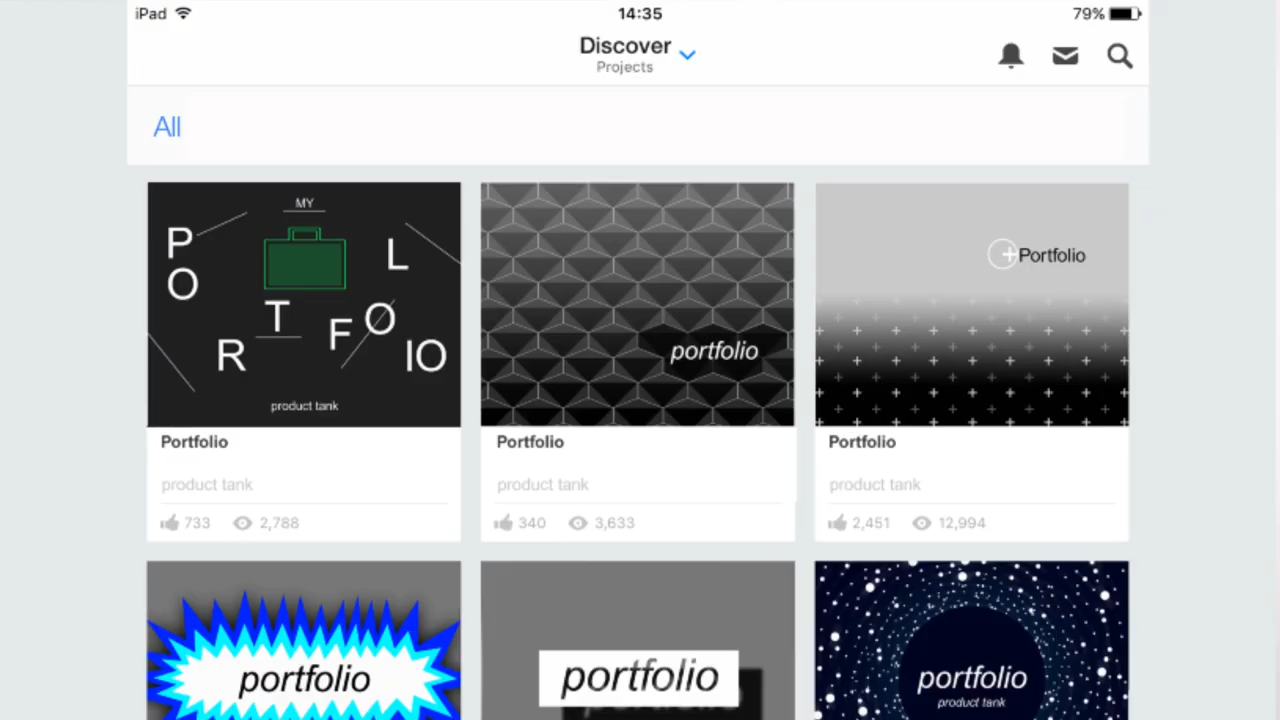 iPad 14:35 79%
Discover
Projects
All
MY
P O R T F O L IO
product tank
portfolio
Portfolio
Portfolio Portfolio Portfolio
product tank product tank product tank
733 2,788 340 3,633 2,451 12,994
portfolio
portfolio
portfolio
product tank